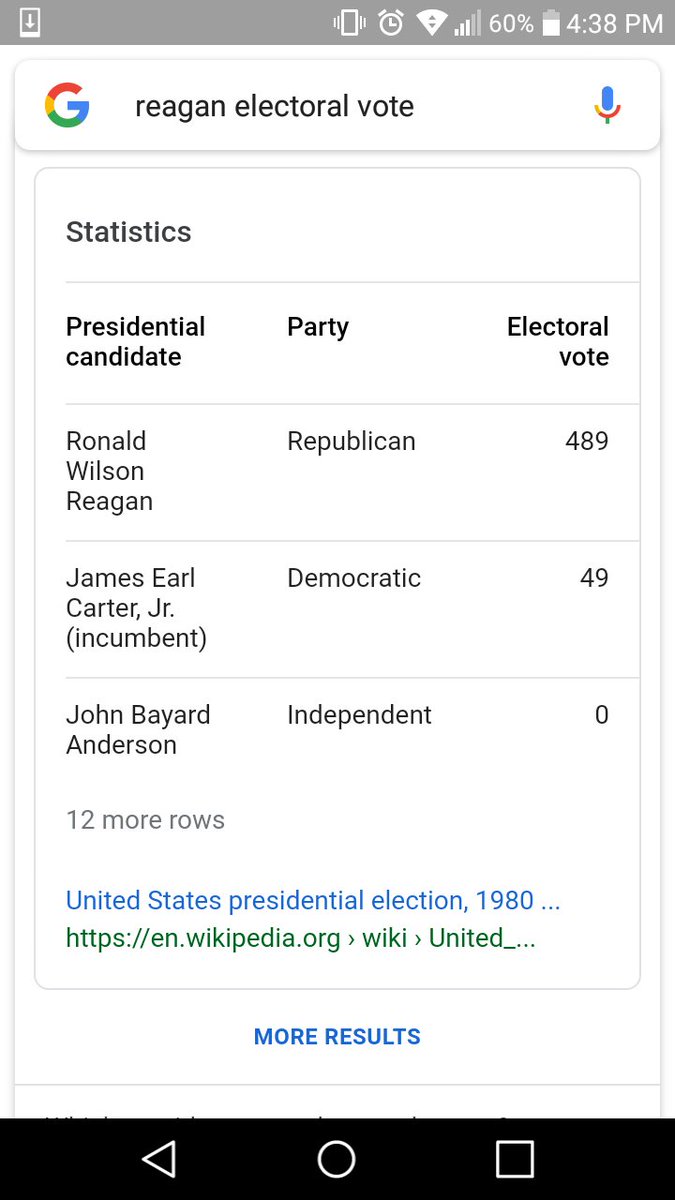 60% 4:38 PM
reagan electoral vote
Statistics
Presidential candidate Party Electoral vote
Ronald Wilson Reagan Republican 489
James Earl Carter, Jr. (incumbent) Democratic 49
John Bayard Anderson Independent 0
12 more rows
United States presidential election, 1980 ...
https://en.wikipedia.org › wiki › United_...
MORE RESULTS